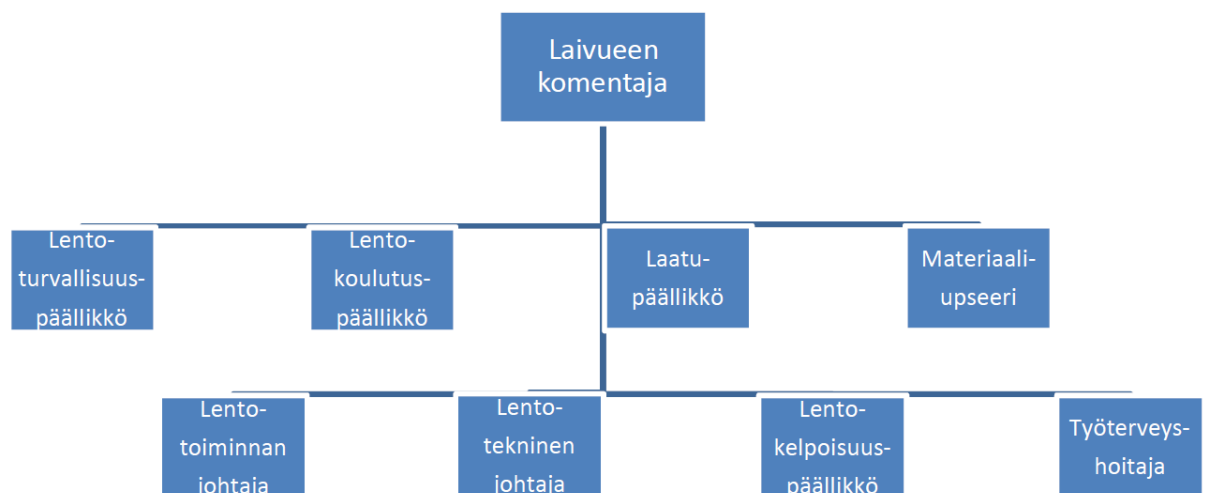 Laivueen
komentaja
Lento-
turvallisuus-
päällikkö
Lento-
koulutus-
päällikkö
Laatu-
päällikkö
Materiaali-
upseeri
Lento-
toiminnan
johtaja
Lento-
tekninen
johtaja
Lento-
kelpoisuus-
päällikkö
Työterveys-
hoitaja